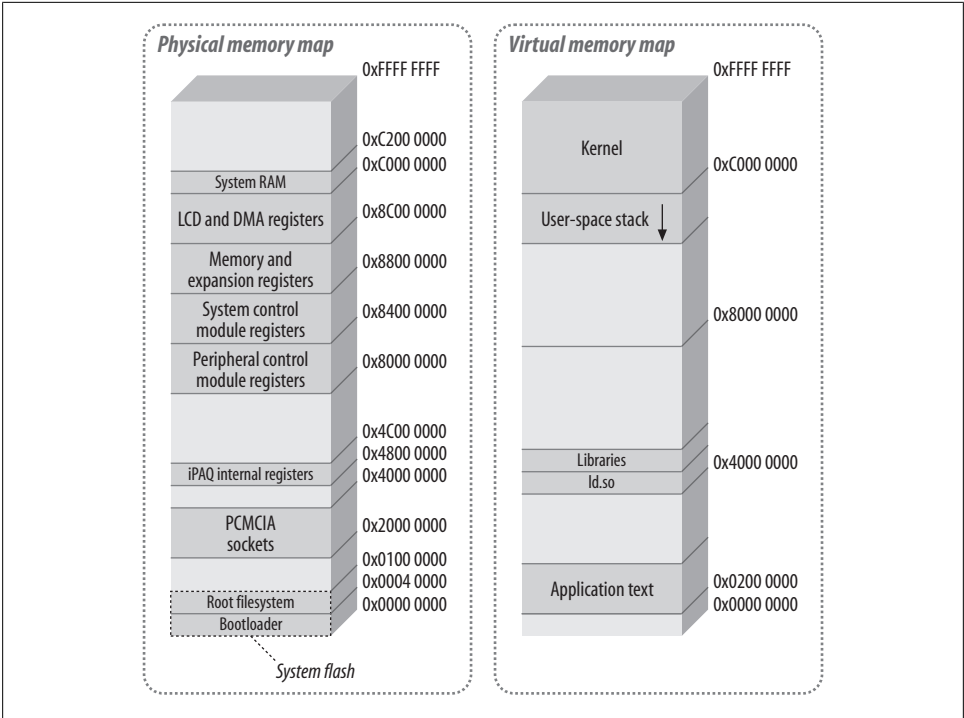 Physical memory map
0xFFFF FFFF
0xC200 0000
0xC000 0000
System RAM
LCD and DMA registers
0x8C00 0000
Memory and
expansion registers
0x8800 0000
System control
module registers
0x8400 0000
Peripheral control
module registers
0x8000 0000
0x4C00 0000
0x4800 0000
iPAQ internal registers
0x4000 0000
PCMCIA
sockets
0x2000 0000
0x0100 0000
0x0004 0000
Root filesystem
0x0000 0000
Bootloader
System flash
Virtual memory map
0xFFFF FFFF
Kernel
0xC000 0000
User-space stack
0x8000 0000
Libraries
0x4000 0000
ld.so
Application text
0x0200 0000
0x0000 0000